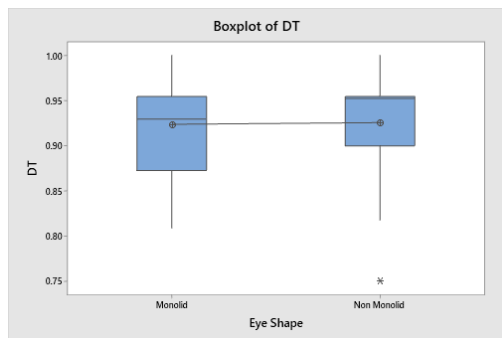 Boxplot of DT
1.00
0.95
0.90
0.85
0.80
0.75
DT
Monolid
Non Monolid
Eye Shape